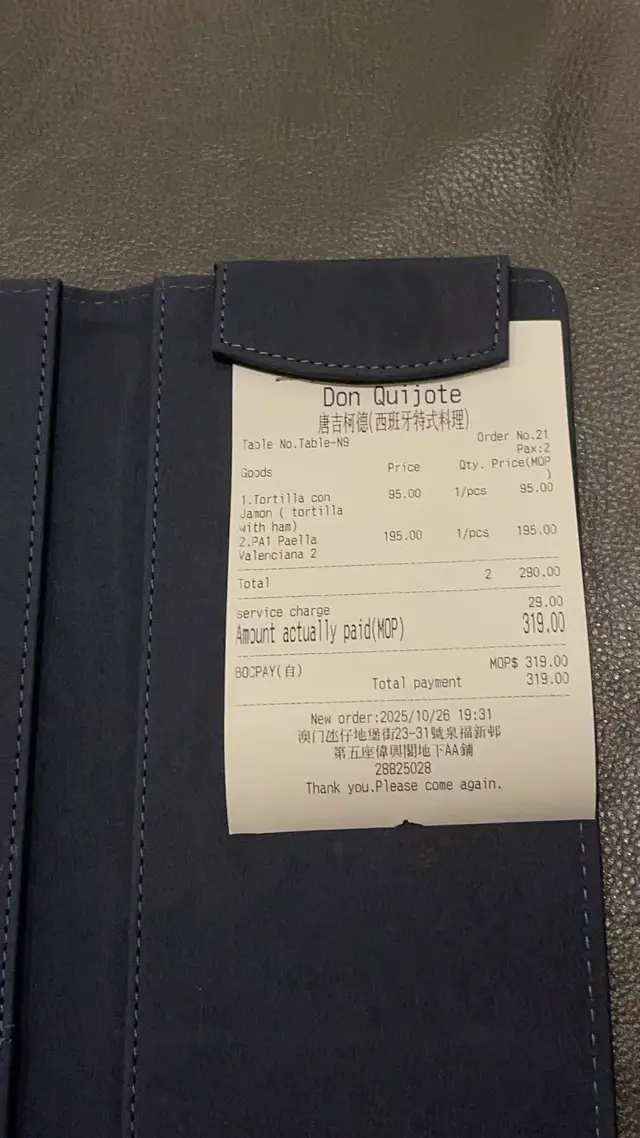 Don Quijote
唐吉柯德(西班牙特式料理)
Table No.Table-N9 Order No.21
Pax:2
Goods Price Qty. Price(MOP
)
1.Tortilla con 95.00 1/pcs 95.00
Jamon ( tortilla
with ham)
2.PA1 Paella 195.00 1/pcs 195.00
Valenciana 2
Total 2 290.00
service charge 29.00
Amount actually paid(MOP) 319.00
BOCPAY(自) MOP$ 319.00
Total payment 319.00
New order:2025/10/26 19:31
澳门氹仔地堡街23-31號泉福新邨
第五座偉興閣地下AA鋪
28825028
Thank you.Please come again.